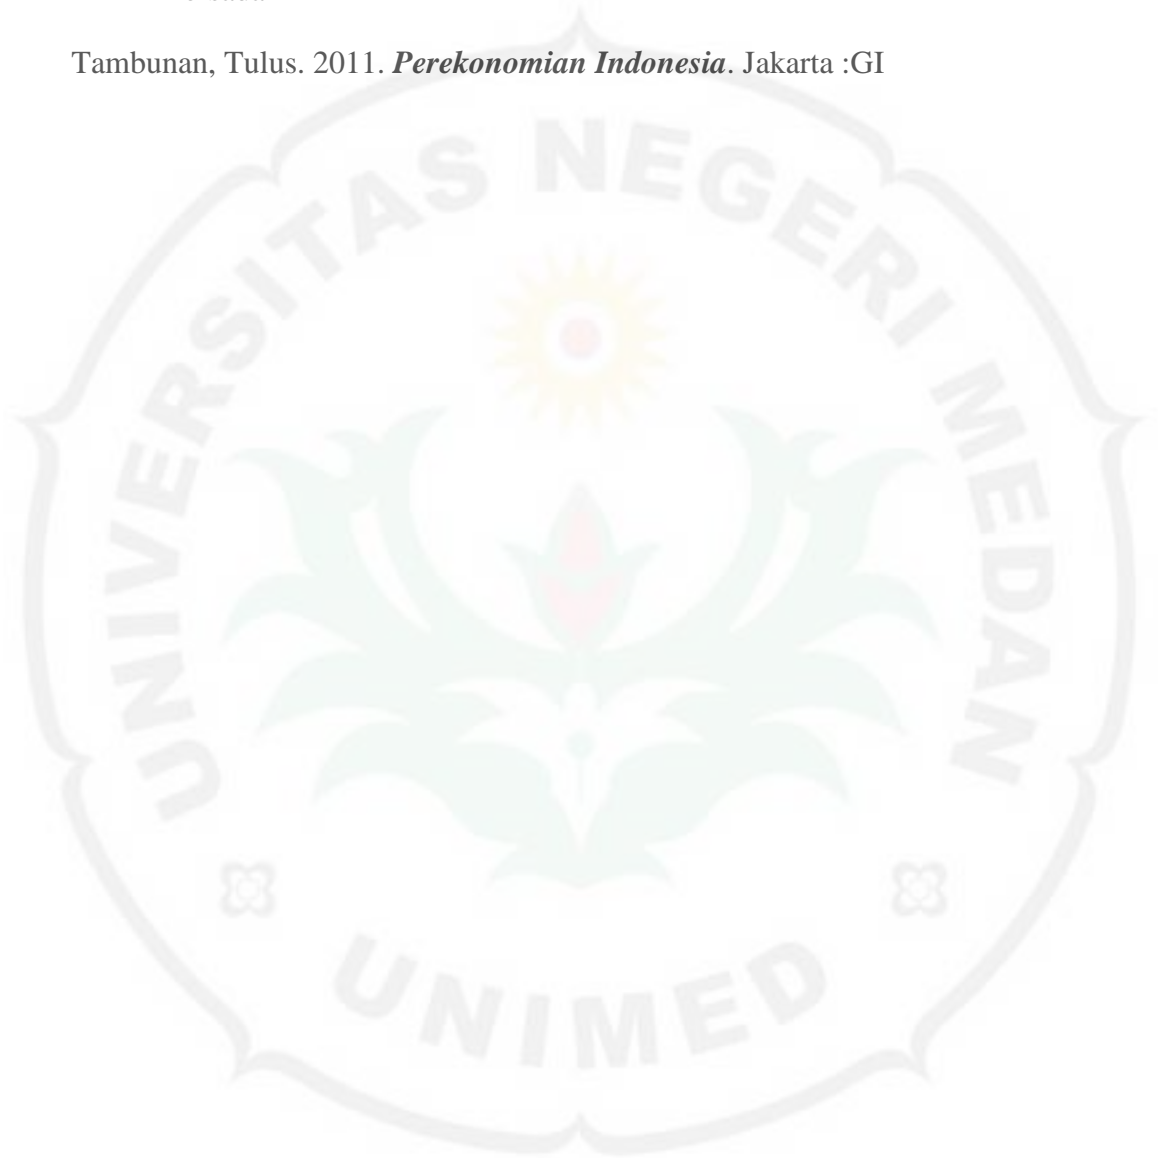 Tambunan, Tulus. 2011. Perekonomian Indonesia. Jakarta :GI
UNIVERSITAS NEGERI MEDAN
UNIMED